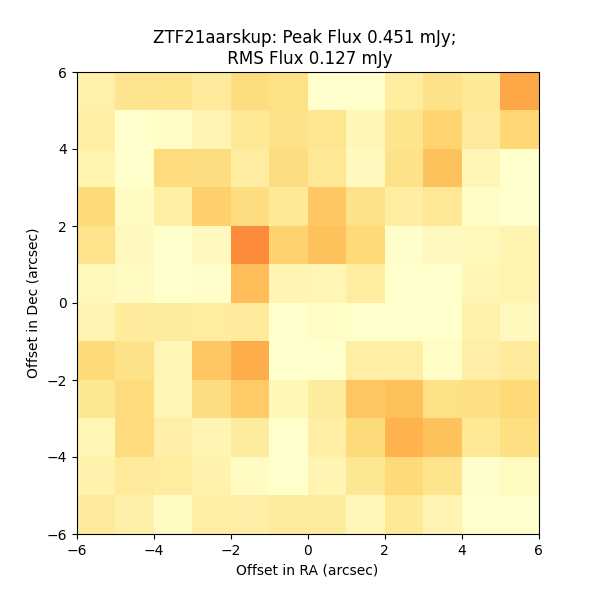 ZTF21aarskup: Peak Flux 0.451 mJy;
RMS Flux 0.127 mJy
6
4
2
0
−2
−4
−6
Offset in Dec (arcsec)
−6 −4 −2 0 2 4 6
Offset in RA (arcsec)